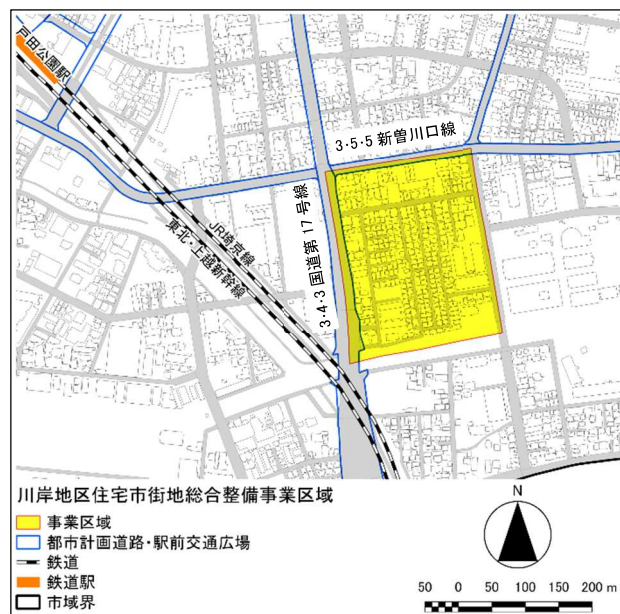 戸田公園駅
3・5・5 新曽川口線
3・4・3 国道第17号線
JR埼京線
東北・上越新幹線
川岸地区住宅市街地総合整備事業区域
事業区域
都市計画道路・駅前交通広場
鉄道
鉄道駅
市域界
N
50 0 50 100 150 200 m